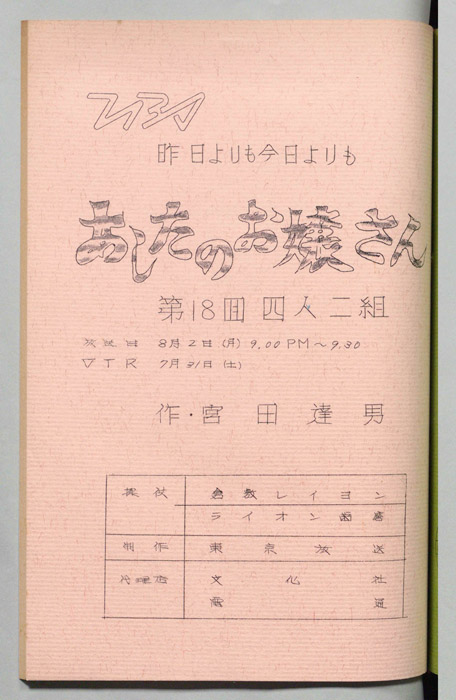 テレビ
昨日よりも今日よりも
あしたのお嬢さん
第18回 四人二組
放送日 8月2日(月) 9.00PM~9.30
VTR 7月31日(土)
作・宮田達男
提供 倉敷レイヨン
ライオン歯磨
制作 東京放送
代理店 文化社
電通